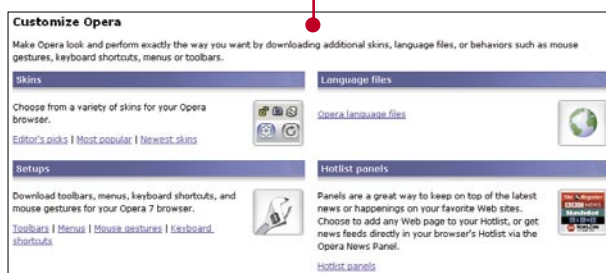 Customize Opera
Make Opera look and perform exactly the way you want by downloading additional skins, language files, or behaviors such as mouse
gestures, keyboard shortcuts, menus or toolbars.
Skins
Choose from a variety of skins for your Opera
browser.
Editor's picks | Most popular | Newest skins
Language files
Opera language files
Setups
Download toolbars, menus, keyboard shortcuts, and
mouse gestures for your Opera 7 browser.
Toolbars | Menus | Mouse gestures | Keyboard
shortcuts
Hotlist panels
Panels are a great way to keep on top of the latest
news or happenings on your favorite Web sites.
Choose to add any Web page to your Hotlist, or get
news feeds directly in your browser's Hotlist via the
Opera News Panel.
Hotlist panels
The Register
BBC NEWS